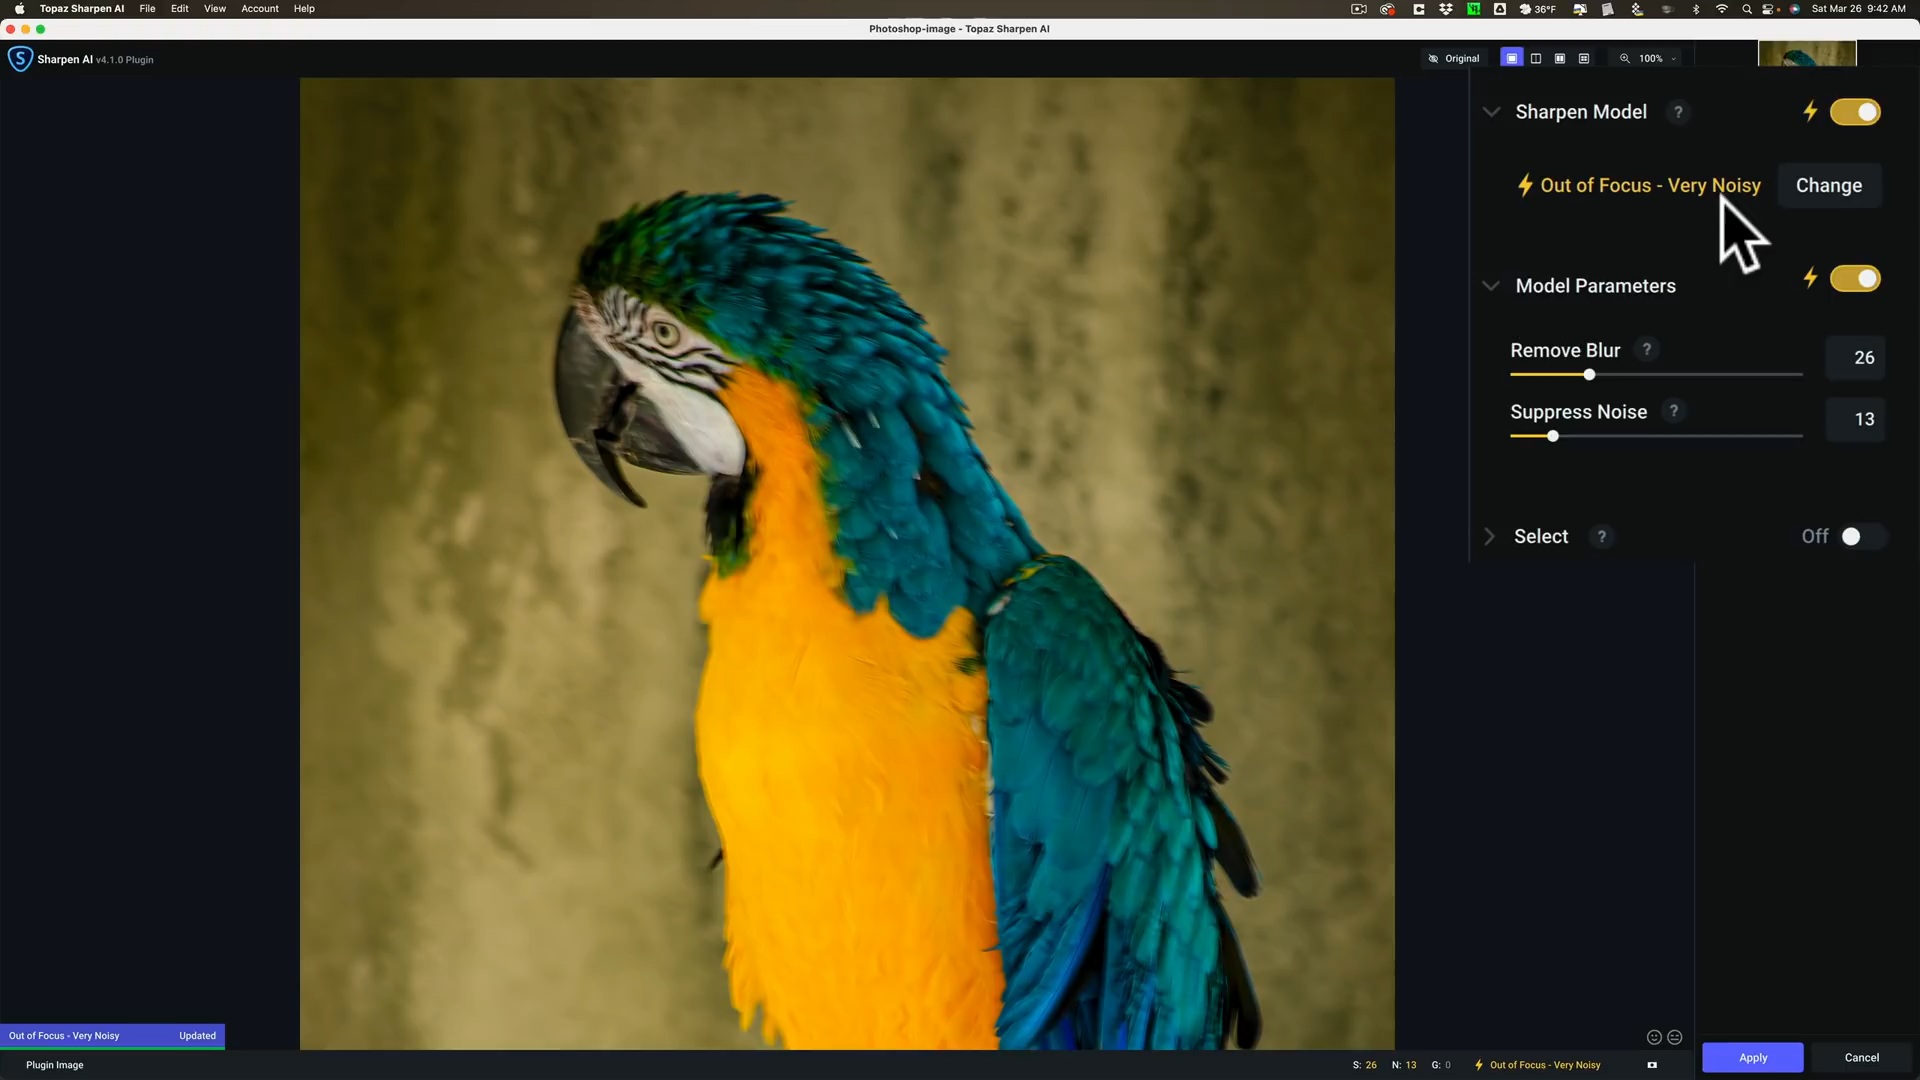 Topaz Sharpen AI File Edit View Account Help
36°F Sat Mar 26 9:42 AM
Photoshop-image - Topaz Sharpen AI
S Sharpen AI v4.1.0 Plugin
Original 100%
Sharpen Model ?
Out of Focus - Very Noisy Change
Model Parameters
Remove Blur ? 26
Suppress Noise ? 13
Select ? Off
Out of Focus - Very Noisy Updated
Plugin Image
S: 26 N: 13 G: 0 Out of Focus - Very Noisy
Apply Cancel